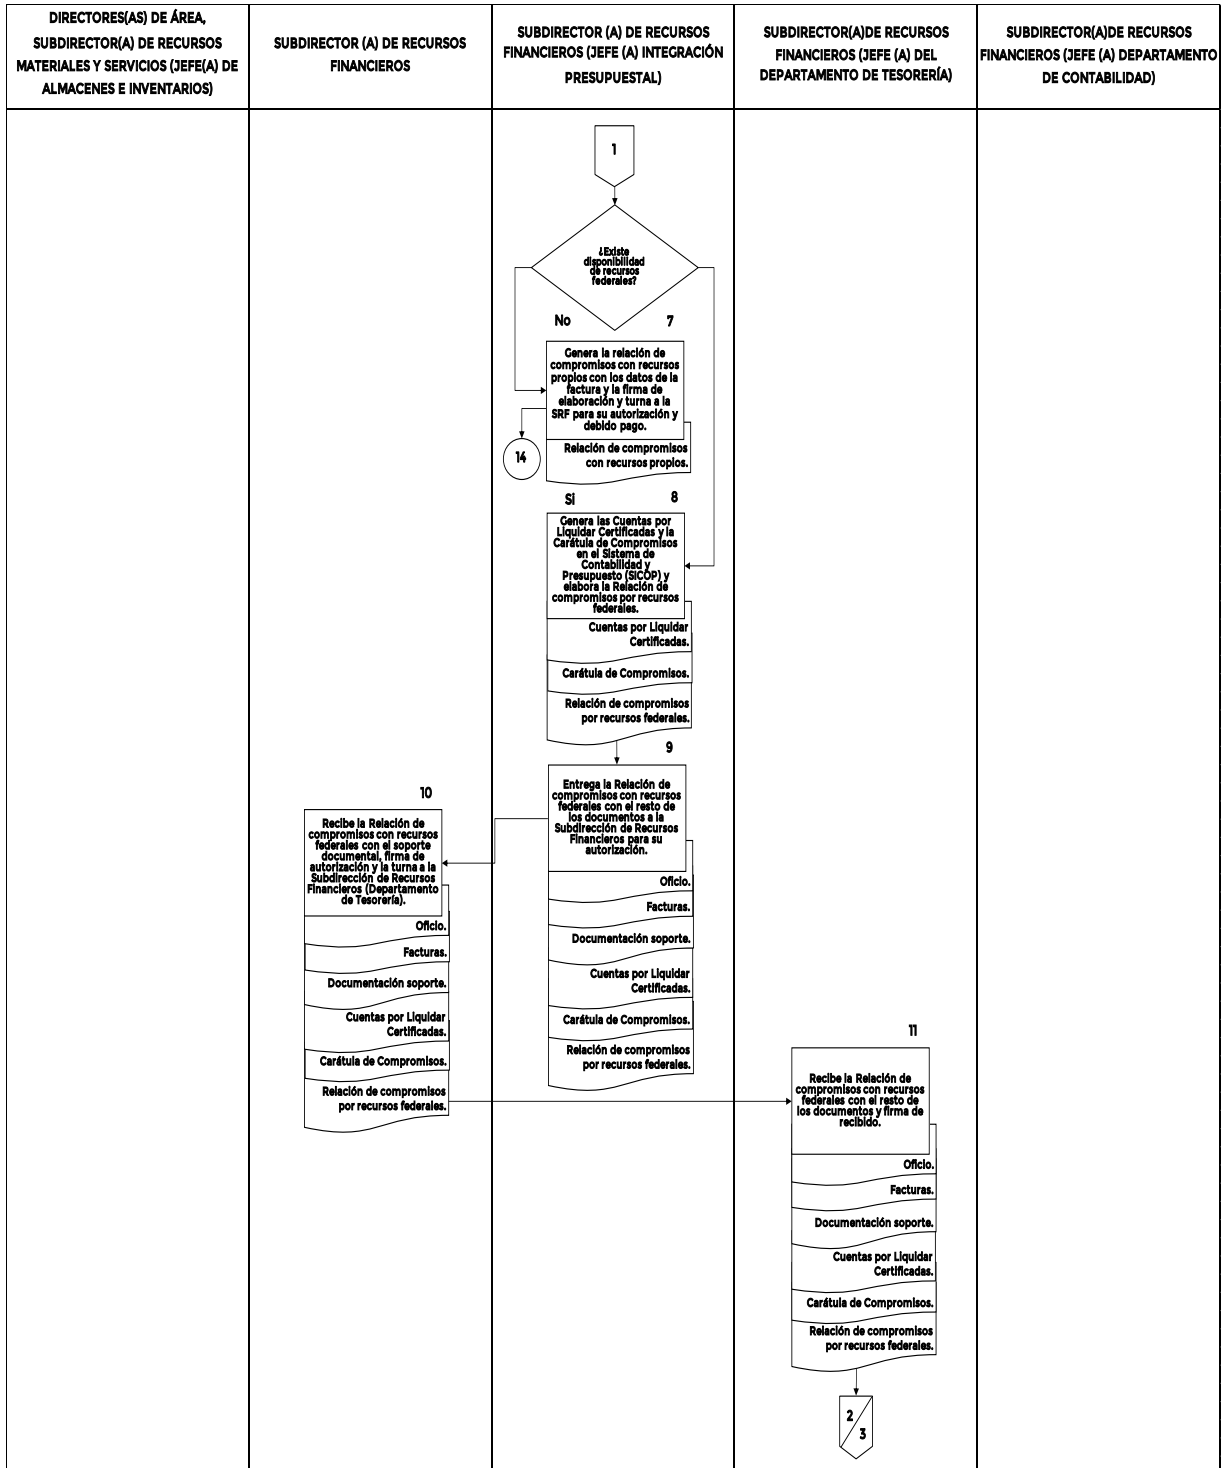 DIRECTORES(AS) DE ÁREA,
SUBDIRECTOR(A) DE RECURSOS
MATERIALES Y SERVICIOS (JEFE(A) DE
ALMACENES E INVENTARIOS)
SUBDIRECTOR (A) DE RECURSOS
FINANCIEROS
SUBDIRECTOR (A) DE RECURSOS
FINANCIEROS (JEFE (A) INTEGRACIÓN
PRESUPUESTAL)
SUBDIRECTOR(A)DE RECURSOS
FINANCIEROS (JEFE (A) DEL
DEPARTAMENTO DE TESORERÍA)
SUBDIRECTOR(A)DE RECURSOS
FINANCIEROS (JEFE (A) DEPARTAMENTO
DE CONTABILIDAD)
1
¿Existe
disponibilidad
de recursos
federales?
No
7
Genera la relación de
compromisos con recursos
propios con los datos de la
factura y la firma de
elaboración y turna a la
SRF para su autorización y
debido pago.
Relación de compromisos
con recursos propios.
14
Si
8
Genera las Cuentas por
Liquidar Certificadas y la
Carátula de Compromisos
en el Sistema de
Contabilidad y
Presupuesto (SICOP) y
elabora la Relación de
compromisos por recursos
federales.
Cuentas por Liquidar
Certificadas.
Carátula de Compromisos.
Relación de compromisos
por recursos federales.
9
Entrega la Relación de
compromisos con recursos
federales con el resto de
los documentos a la
Subdirección de Recursos
Financieros para su
autorización.
Oficio.
Facturas.
Documentación soporte.
Cuentas por Liquidar
Certificadas.
Carátula de Compromisos.
Relación de compromisos
por recursos federales.
10
Recibe la Relación de
compromisos con recursos
federales con el soporte
documental, firma de
autorización y la turna a la
Subdirección de Recursos
Financieros (Departamento
de Tesorería).
Oficio.
Facturas.
Documentación soporte.
Cuentas por Liquidar
Certificadas.
Carátula de Compromisos.
Relación de compromisos
por recursos federales.
11
Recibe la Relación de
compromisos con recursos
federales con el resto de
los documentos y firma de
recibido.
Oficio.
Facturas.
Documentación soporte.
Cuentas por Liquidar
Certificadas.
Carátula de Compromisos.
Relación de compromisos
por recursos federales.
2
3